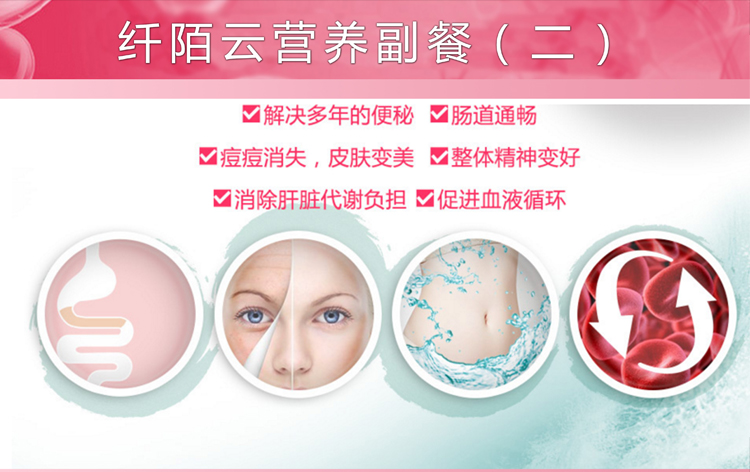 纤陌云营养副餐（二）
解决多年的便秘 肠道通畅
痘痘消失，皮肤变美 整体精神变好
消除肝脏代谢负担 促进血液循环